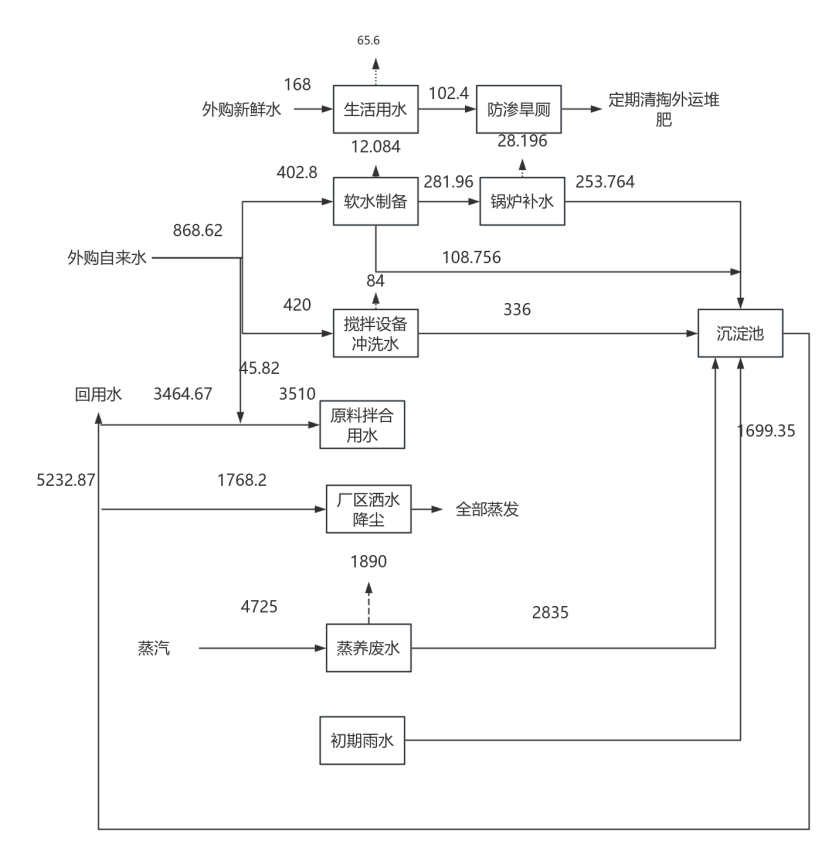 65.6
168
外购新鲜水
生活用水
102.4
防渗旱厕
定期清掏外运堆
肥
12.084
28.196
402.8
软水制备
281.96
锅炉补水
253.764
868.62
外购自来水
108.756
84
420
搅拌设备
冲洗水
336
沉淀池
45.82
回用水
3464.67
3510
原料拌合
用水
1699.35
5232.87
1768.2
厂区洒水
降尘
全部蒸发
1890
4725
2835
蒸汽
蒸养废水
初期雨水